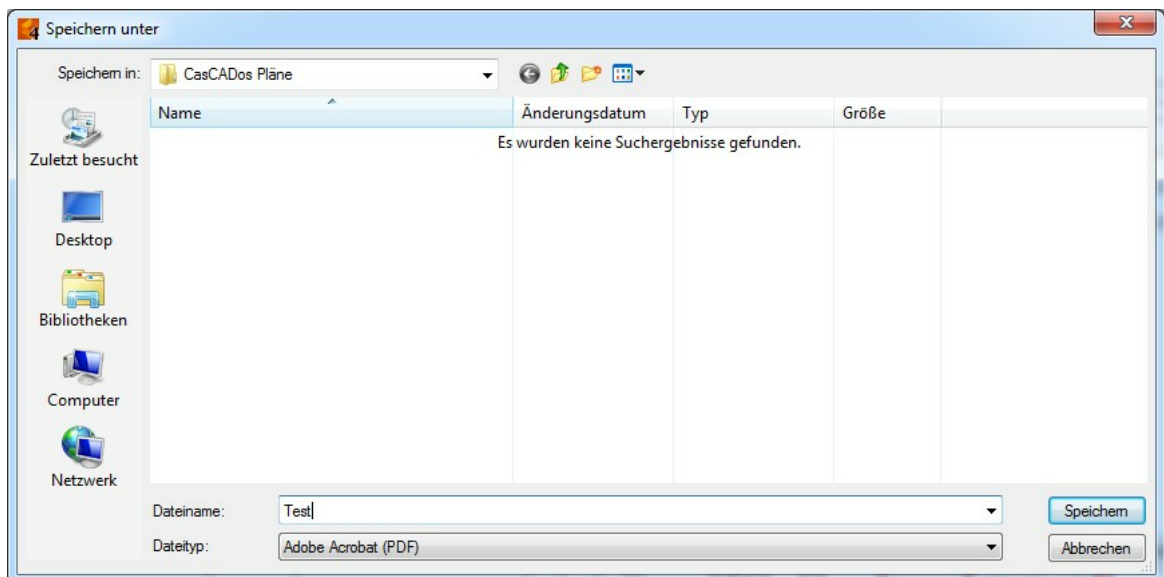 4 Speichern unter
Speichern in: CasCADos Pläne
Name Änderungsdatum Typ Größe
Es wurden keine Suchergebnisse gefunden.
Zuletzt besucht
Desktop
Bibliotheken
Computer
Netzwerk
Dateiname: Test Speichern
Dateityp: Adobe Acrobat (PDF) Abbrechen